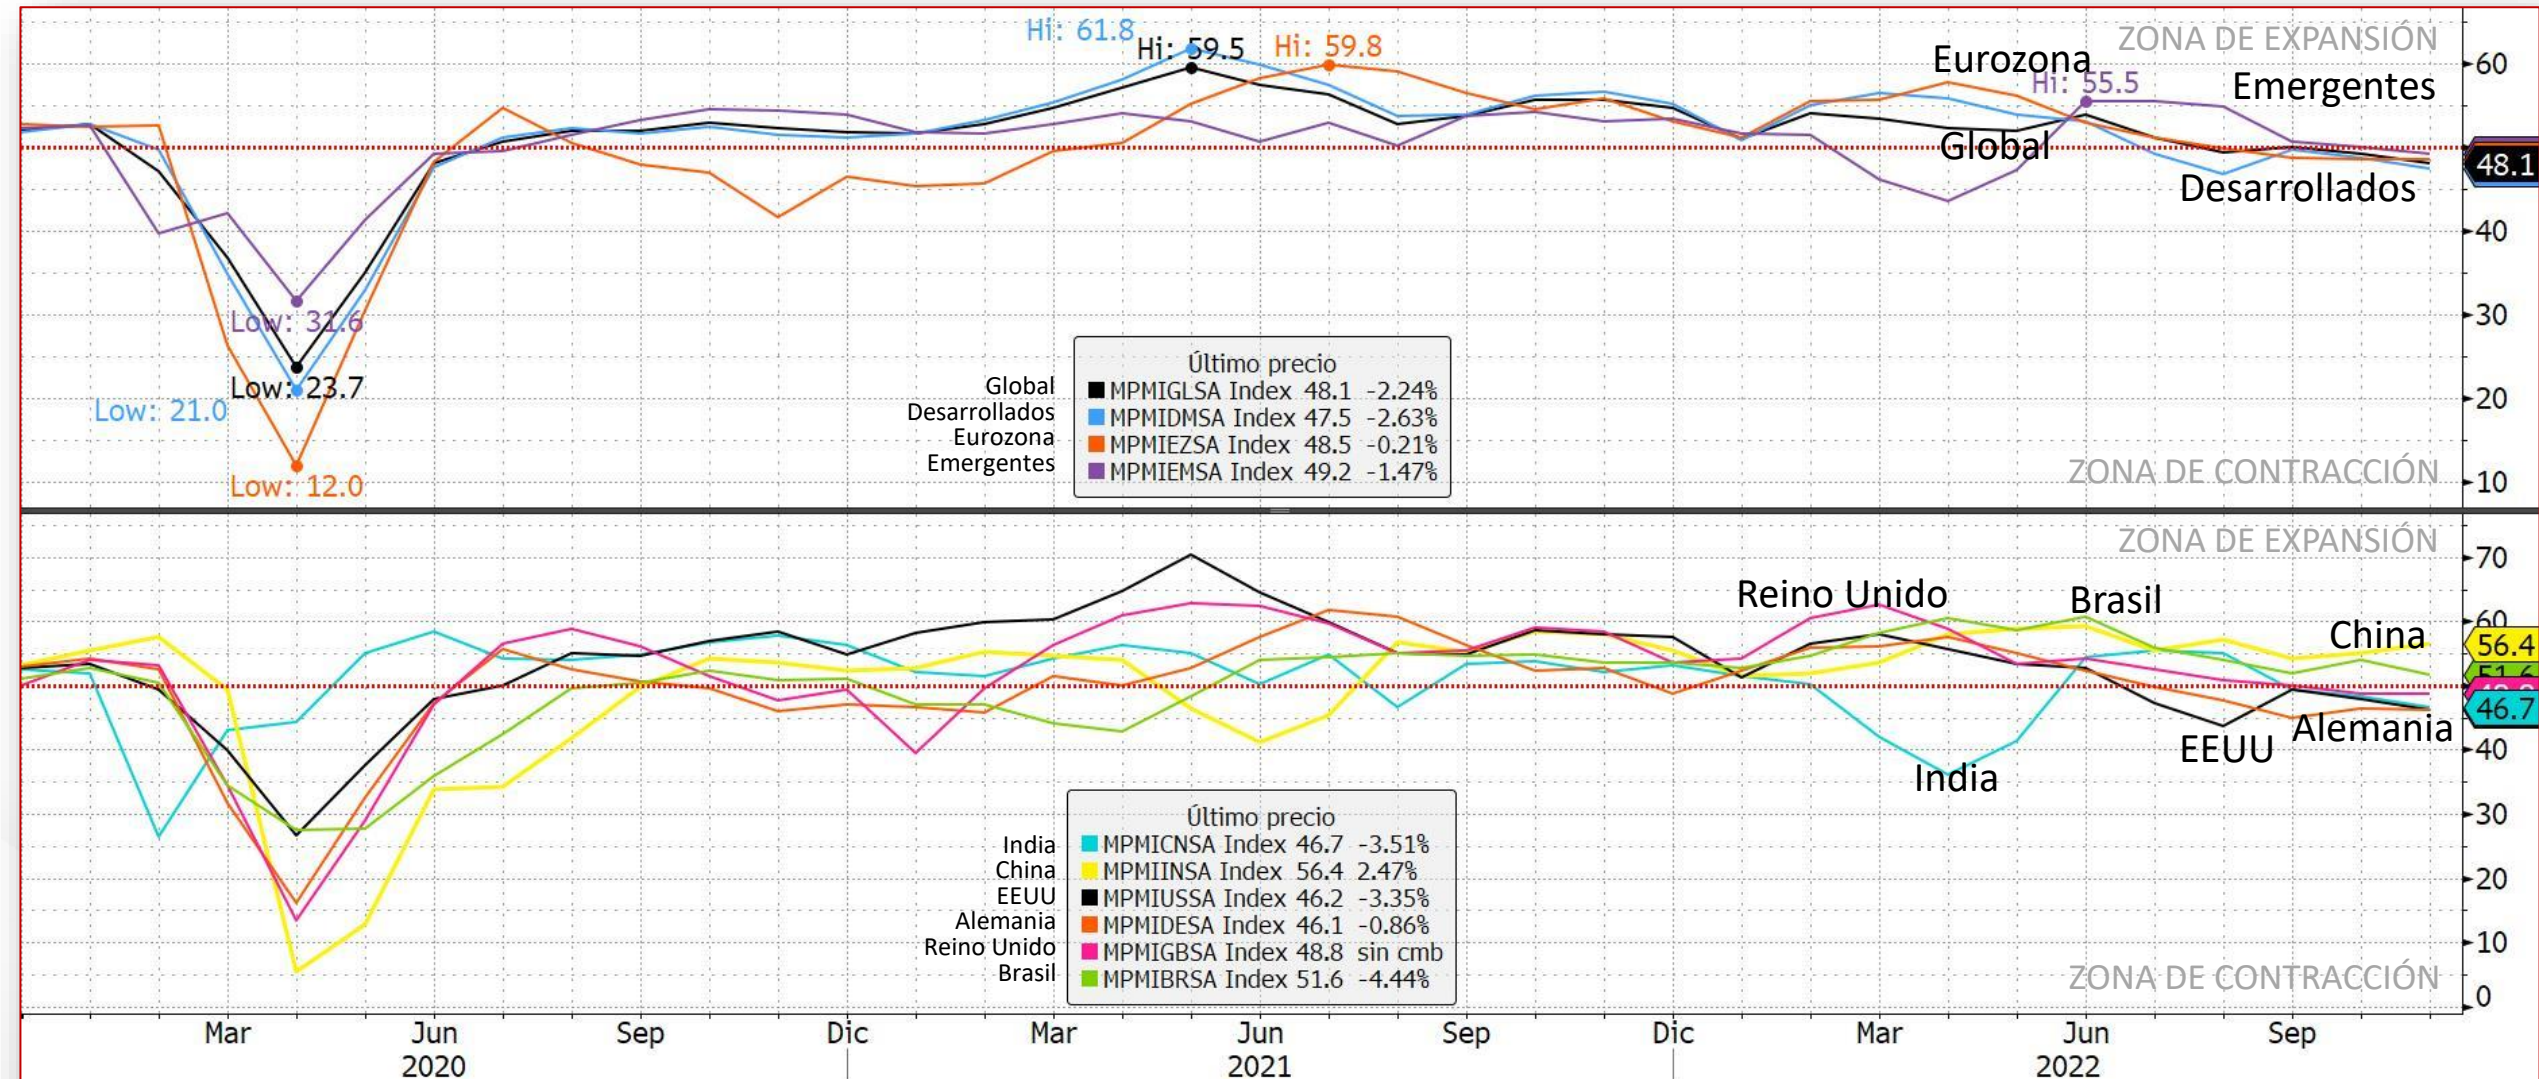 Hi: 61.8
Hi: 59.5
Hi: 59.8
Eurozona
Hi: 55.5
ZONA DE EXPANSIÓN
Emergentes
60
Global
48.1
Desarrollados
40
Low: 31.6
30
Low: 23.7
Low: 21.0
20
Low: 12.0
ZONA DE CONTRACCIÓN
10
Último precio
Global MPMIGLSA Index 48.1 -2.24%
Desarrollados MPMIDMSA Index 47.5 -2.63%
Eurozona MPMIEZSA Index 48.5 -0.21%
Emergentes MPMIEMSA Index 49.2 -1.47%
ZONA DE EXPANSIÓN
70
Reino Unido
Brasil
60
China
56.4
51.6
46.7
Alemania
EEUU
40
India
30
20
10
ZONA DE CONTRACCIÓN
0
Último precio
India MPMICNSA Index 46.7 -3.51%
China MPMIINSA Index 56.4 2.47%
EEUU MPMIUSSA Index 46.2 -3.35%
Alemania MPMIDESA Index 46.1 -0.86%
Reino Unido MPMIGBSA Index 48.8 sin cmb
Brasil MPMIBRSA Index 51.6 -4.44%
Mar Jun Sep Dic Mar Jun Sep Dic Mar Jun Sep
2020 2021 2022